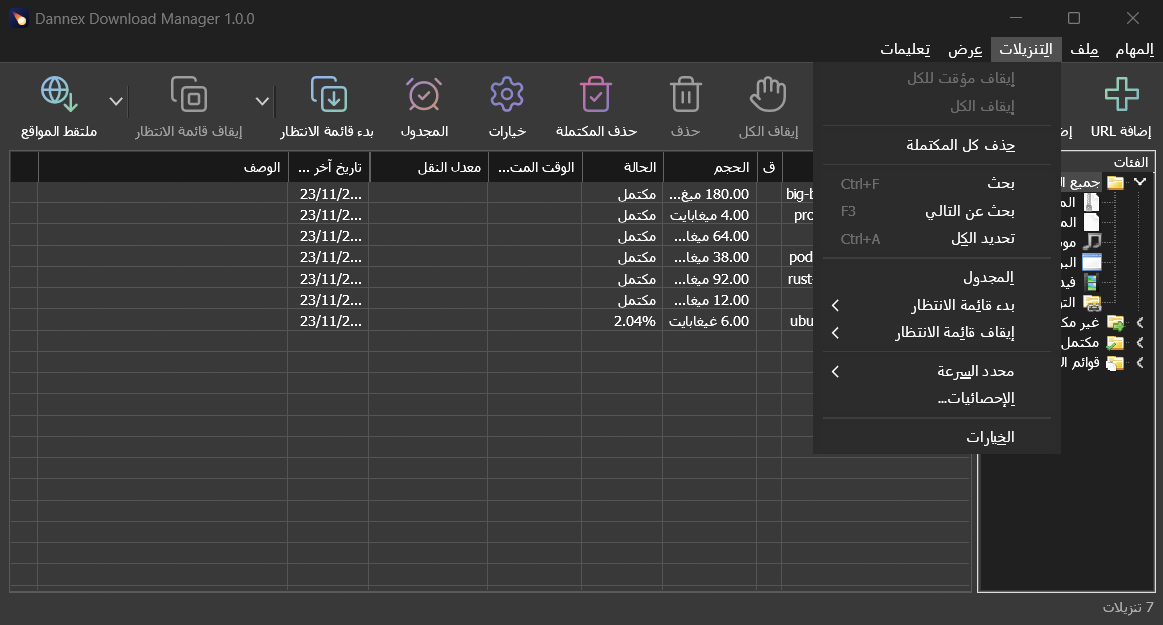 Dannex Download Manager 1.0.0
المهام ملف التنزيلات عرض تعليمات
إضافة URL
إيقاف الكل
حذف
حذف المكتملة
خيارات
المجدول
بدء قائمة الانتظار
إيقاف قائمة الانتظار
ملتقط المواقع
إيقاف مؤقت للكل
إيقاف الكل
حذف كل المكتملة
بحث Ctrl+F
بحث عن التالي F3
تحديد الكل Ctrl+A
المجدول
بدء قائمة الانتظار
إيقاف قائمة الانتظار
محدد السرعة
الإحصائيات...
الخيارات
الفئات
جميع
غير
مكتمل
قوائم
ق الحجم الحالة الوقت المت... معدل النقل تاريخ آخر ... الوصف
180.00 ميغ... مكتمل 23/11/2...
4.00 ميغابايت مكتمل 23/11/2...
64.00 ميغا... مكتمل 23/11/2...
pod 38.00 ميغا... مكتمل 23/11/2...
rust- 92.00 ميغا... مكتمل 23/11/2...
12.00 ميغا... مكتمل 23/11/2...
ubu 6.00 غيغابايت 2.04% 23/11/2...
7 تنزيلات